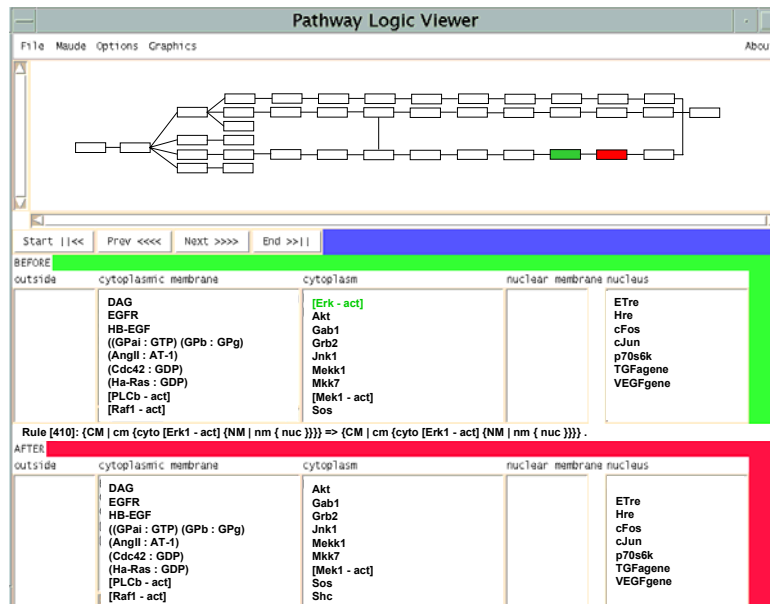 Pathway Logic Viewer
File Maude Options Graphics Abou
Start ||<< Prev <<<< Next >>>> End >>||
BEFORE
outside cytoplasmic membrane cytoplasm nuclear membrane nucleus
DAG [Erk - act] ETre
EGFR Akt Hre
HB-EGF Gab1 cFos
((GPai : GTP) (GPb : GPg) Grb2 cJun
(AngII : AT-1) Jnk1 p70s6k
(Cdc42 : GDP) Mekk1 TGFagene
(Ha-Ras : GDP) Mkk7 VEGFgene
[PLCb - act] [Mek1 - act]
[Raf1 - act] Sos
Rule [410]: {CM | cm {cyto [Erk1 - act] {NM | nm { nuc }}}} => {CM | cm {cyto [Erk1 - act] {NM | nm { nuc }}}} .
AFTER
outside cytoplasmic membrane cytoplasm nuclear membrane nucleus
DAG Akt
EGFR Gab1 ETre
HB-EGF Grb2 Hre
((GPai : GTP) (GPb : GPg) Jnk1 cFos
(AngII : AT-1) Mekk1 cJun
(Cdc42 : GDP) Mkk7 p70s6k
(Ha-Ras : GDP) [Mek1 - act] TGFagene
[PLCb - act] Sos VEGFgene
[Raf1 - act] Shc